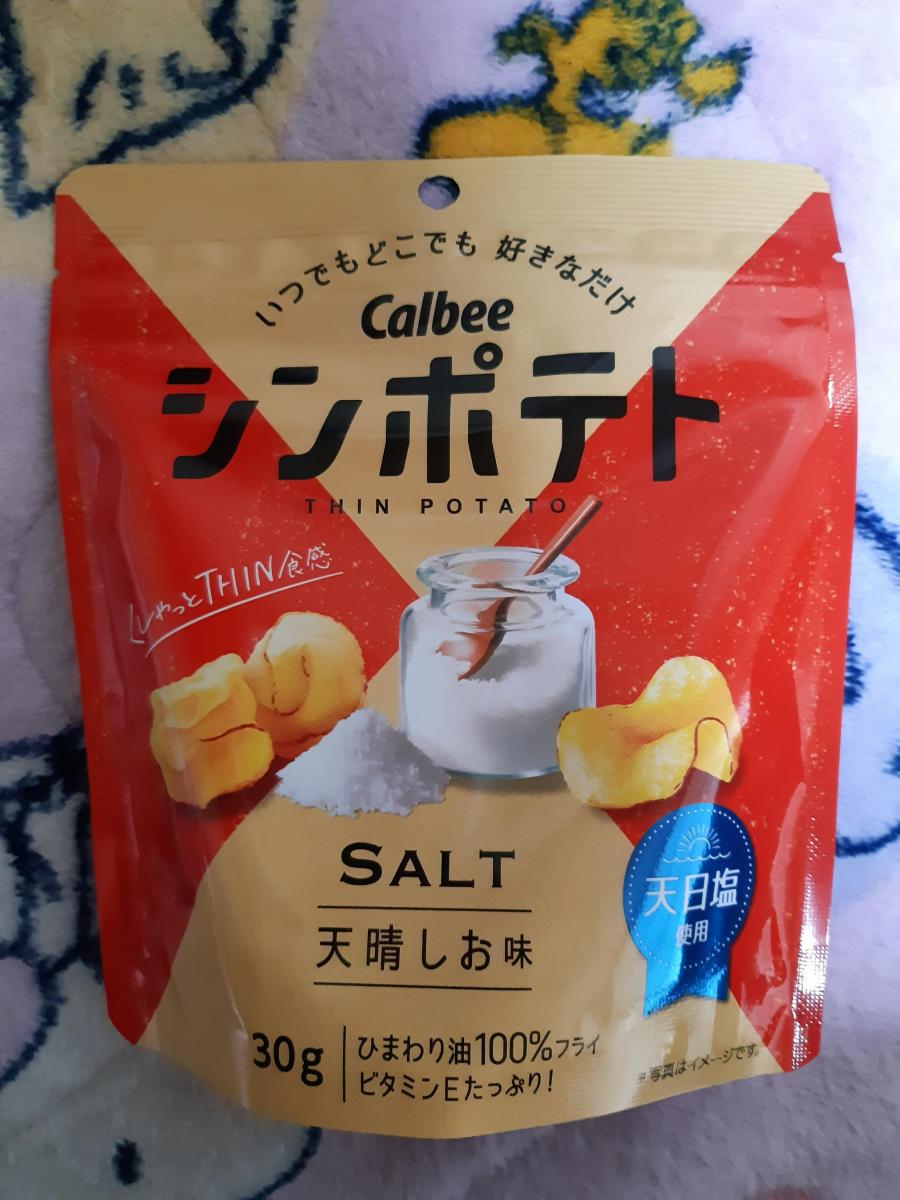 いつでもどこでも 好きなだけ
Calbee
シンポテト
THIN POTATO
くしゃっとTHIN食感
SALT
天晴しお味
天日塩
使用
30g
ひまわり油100%フライ
ビタミンEたっぷり!
※写真はイメージです。